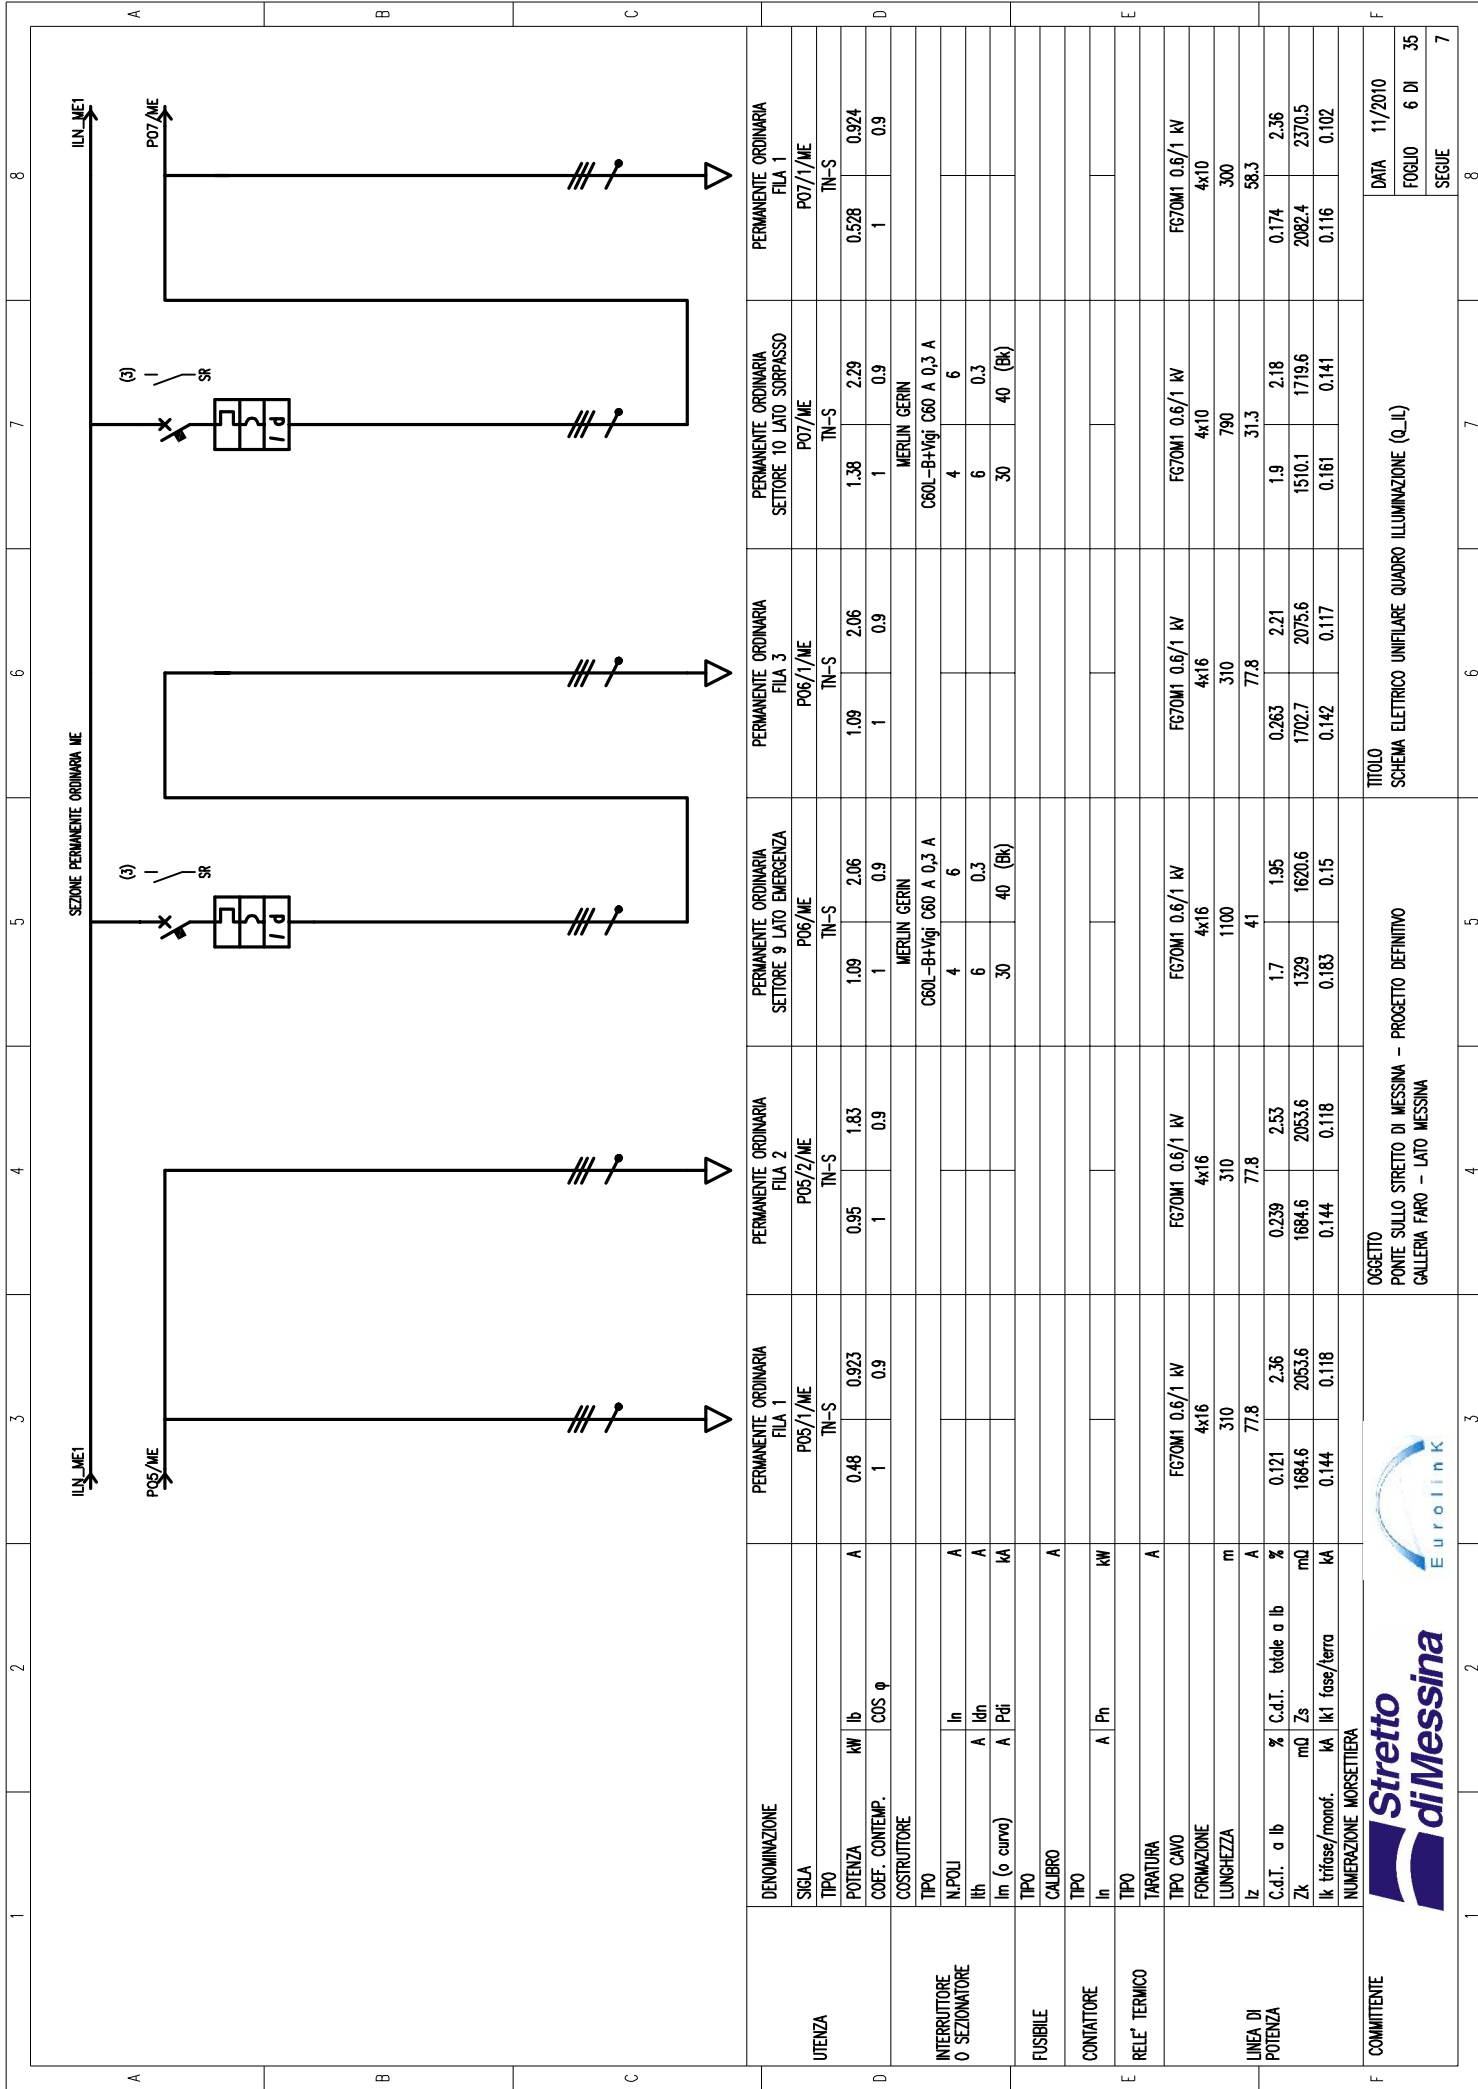 1 2 3 4 5 6 7 8
A
B
C
D
E
F
SEZIONE PERMANENTE ORDINARIA ME
ILN_ME1
ILN_ME1
P05/ME
P07/ME
(3)
SR
(3)
SR
I d
I d
UTENZA
DENOMINAZIONE
PERMANENTE ORDINARIA
FILA 1
PERMANENTE ORDINARIA
FILA 2
PERMANENTE ORDINARIA
SETTORE 9 LATO EMERGENZA
PERMANENTE ORDINARIA
FILA 3
PERMANENTE ORDINARIA
SETTORE 10 LATO SORPASSO
PERMANENTE ORDINARIA
FILA 1
SIGLA P05/1/ME P05/2/ME P06/ME P06/1/ME P07/ME P07/1/ME
TIPO TN-S TN-S TN-S TN-S TN-S TN-S
POTENZA kW Ib A 0.48 0.923 0.95 1.83 1.09 2.06 1.09 2.06 1.38 2.29 0.528 0.924
COEF. CONTEMP. COS φ 1 0.9 1 0.9 1 0.9 1 0.9 1 0.9 1 0.9
INTERRUTTORE
O SEZIONATORE
COSTRUTTORE MERLIN GERIN MERLIN GERIN
TIPO C60L-B+Vigi C60 A 0,3 A C60L-B+Vigi C60 A 0,3 A
N.POLI In A 4 6 4 6
Ith A Idn A 6 0.3 6 0.3
Im (o curva) A Pdi kA 30 40 (Bk) 30 40 (Bk)
FUSIBILE
TIPO
CALIBRO A
CONTATTORE
TIPO
In A Pn kW
RELE' TERMICO
TIPO
TARATURA A
LINEA DI
POTENZA
TIPO CAVO FG7OM1 0.6/1 kV FG7OM1 0.6/1 kV FG7OM1 0.6/1 kV FG7OM1 0.6/1 kV FG7OM1 0.6/1 kV FG7OM1 0.6/1 kV
FORMAZIONE 4x16 4x16 4x16 4x16 4x10 4x10
LUNGHEZZA m 310 310 1100 310 790 300
Iz A 77.8 77.8 41 77.8 31.3 58.3
C.d.T. a Ib % C.d.T. totale a Ib % 0.121 2.36 0.239 2.53 1.7 1.95 0.263 2.21 1.9 2.18 0.174 2.36
Zk mΩ Zs mΩ 1684.6 2053.6 1684.6 2053.6 1329 1620.6 1702.7 2075.6 1510.1 1719.6 2082.4 2370.5
Ik trifase/monof. kA Ik1 fase/terra kA 0.144 0.118 0.144 0.118 0.183 0.15 0.142 0.117 0.161 0.141 0.116 0.102
NUMERAZIONE MORSETTIERA
COMMITTENTE
Stretto
di Messina
Eurolink
OGGETTO
PONTE SULLO STRETTO DI MESSINA - PROGETTO DEFINITIVO
GALLERIA FARO - LATO MESSINA
TITOLO
SCHEMA ELETTRICO UNIFILARE QUADRO ILLUMINAZIONE (Q_IL)
DATA 11/2010
FOGLIO 6 DI 35
SEGUE 7
A
B
C
D
E
F
1 2 3 4 5 6 7 8